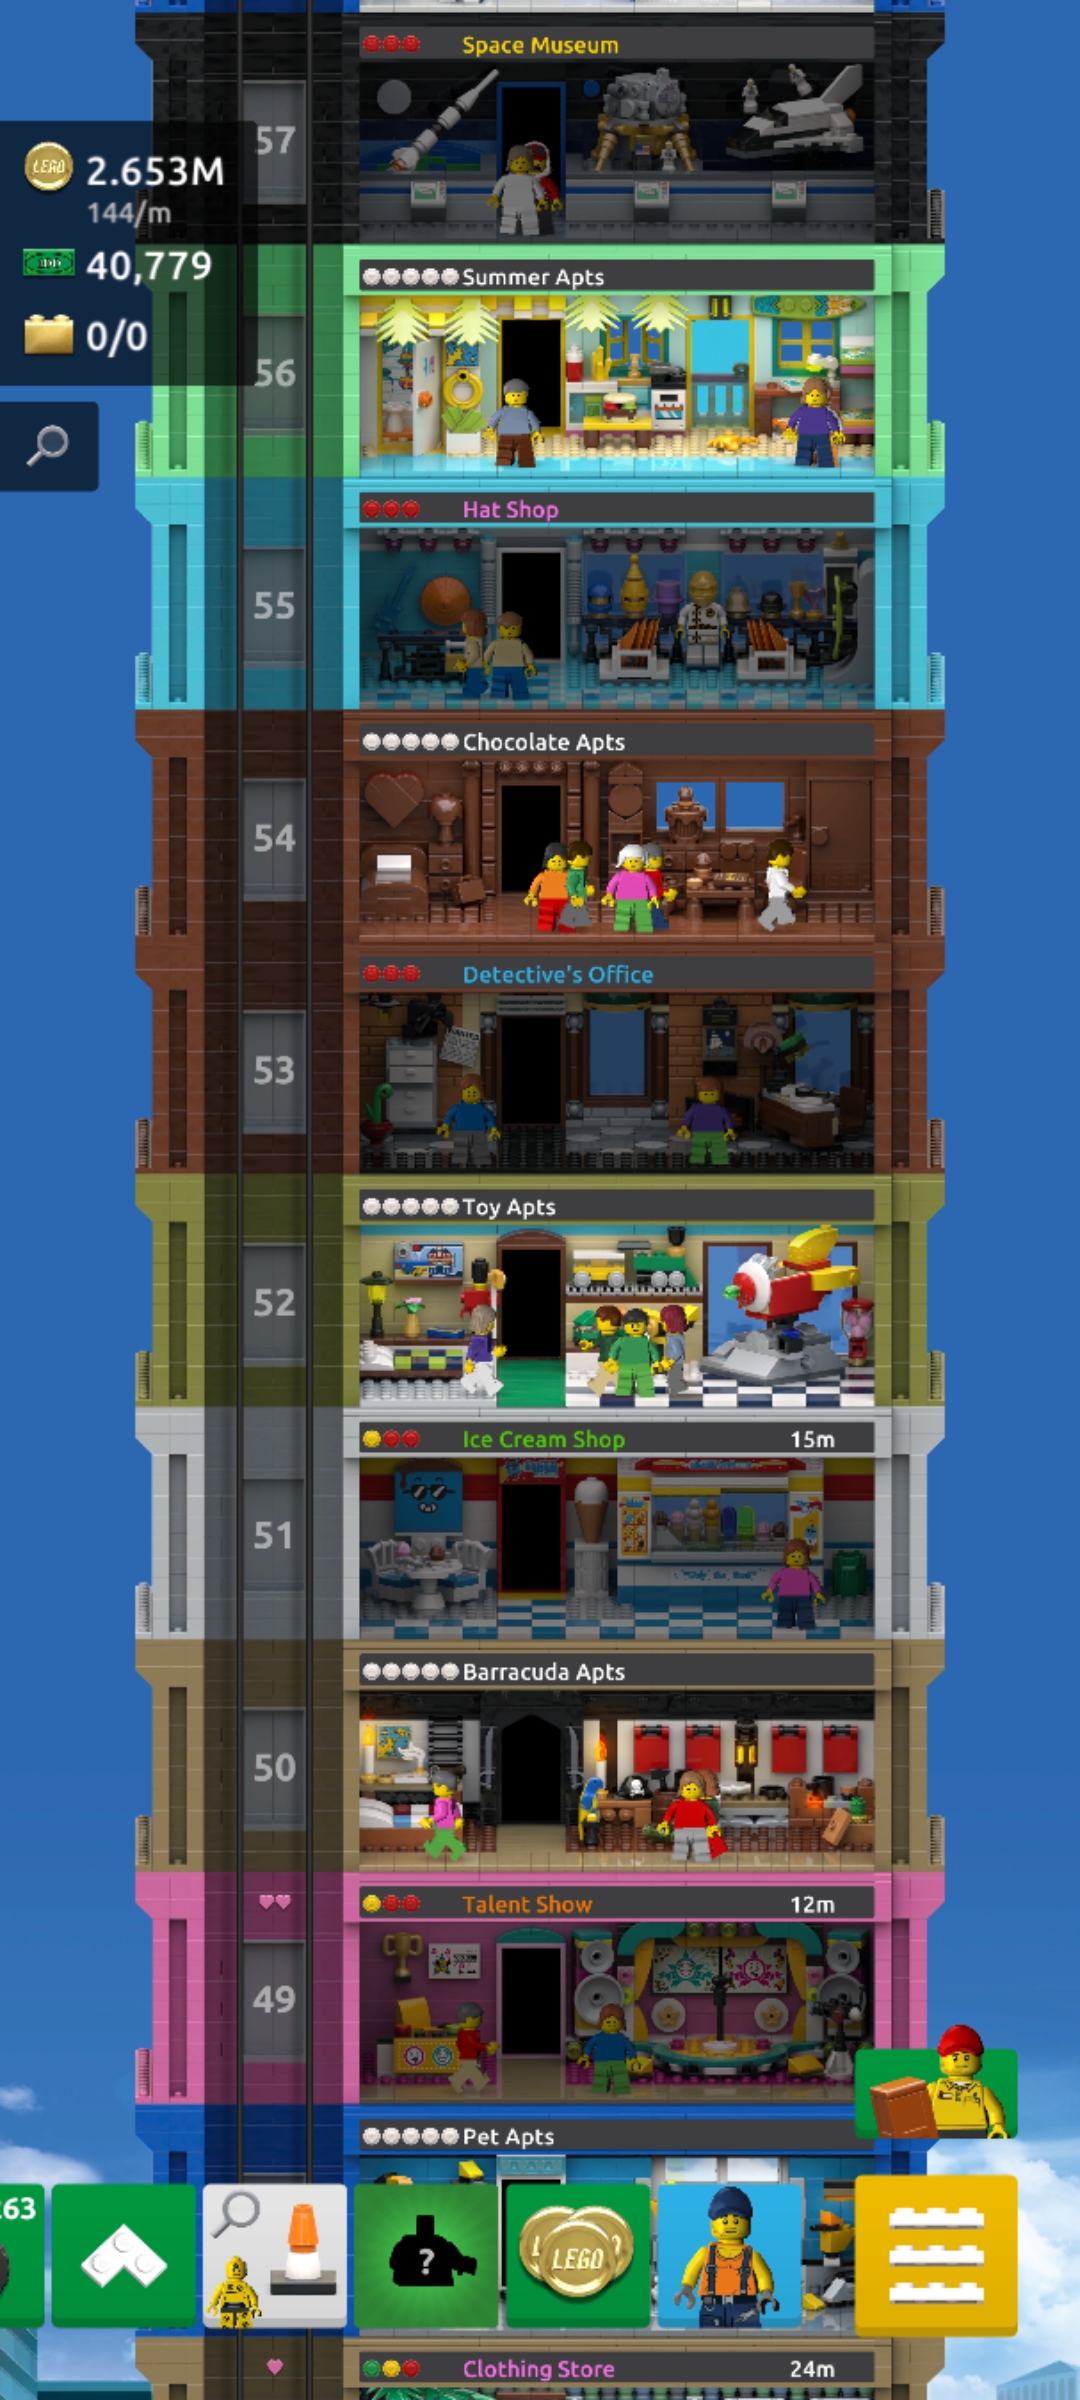 Space Museum
57
LEGO
2.653M
144/m
40,779
0/0
Summer Apts
56
Hat Shop
55
Chocolate Apts
54
Detective's Office
53
WANTED
Toy Apts
52
Ice Cream Shop 15m
51
Barracuda Apts
50
Talent Show 12m
49
Pet Apts
263
?
LEGO
Clothing Store 24m